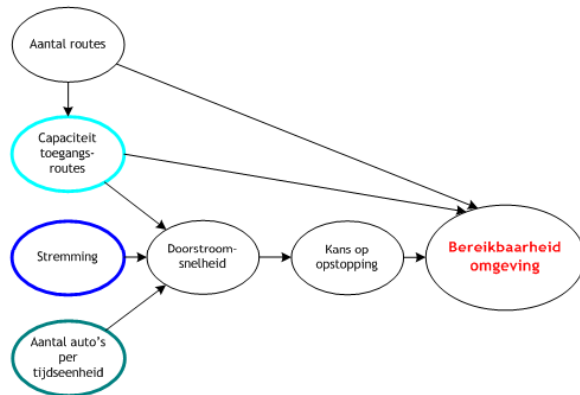 Aantal routes
Capaciteit
toegangs-
routes
Stremming
Doorstroom-
snelheid
Kans op
opstopping
Bereikbaarheid
omgeving
Aantal auto's
per
tijdseenheid